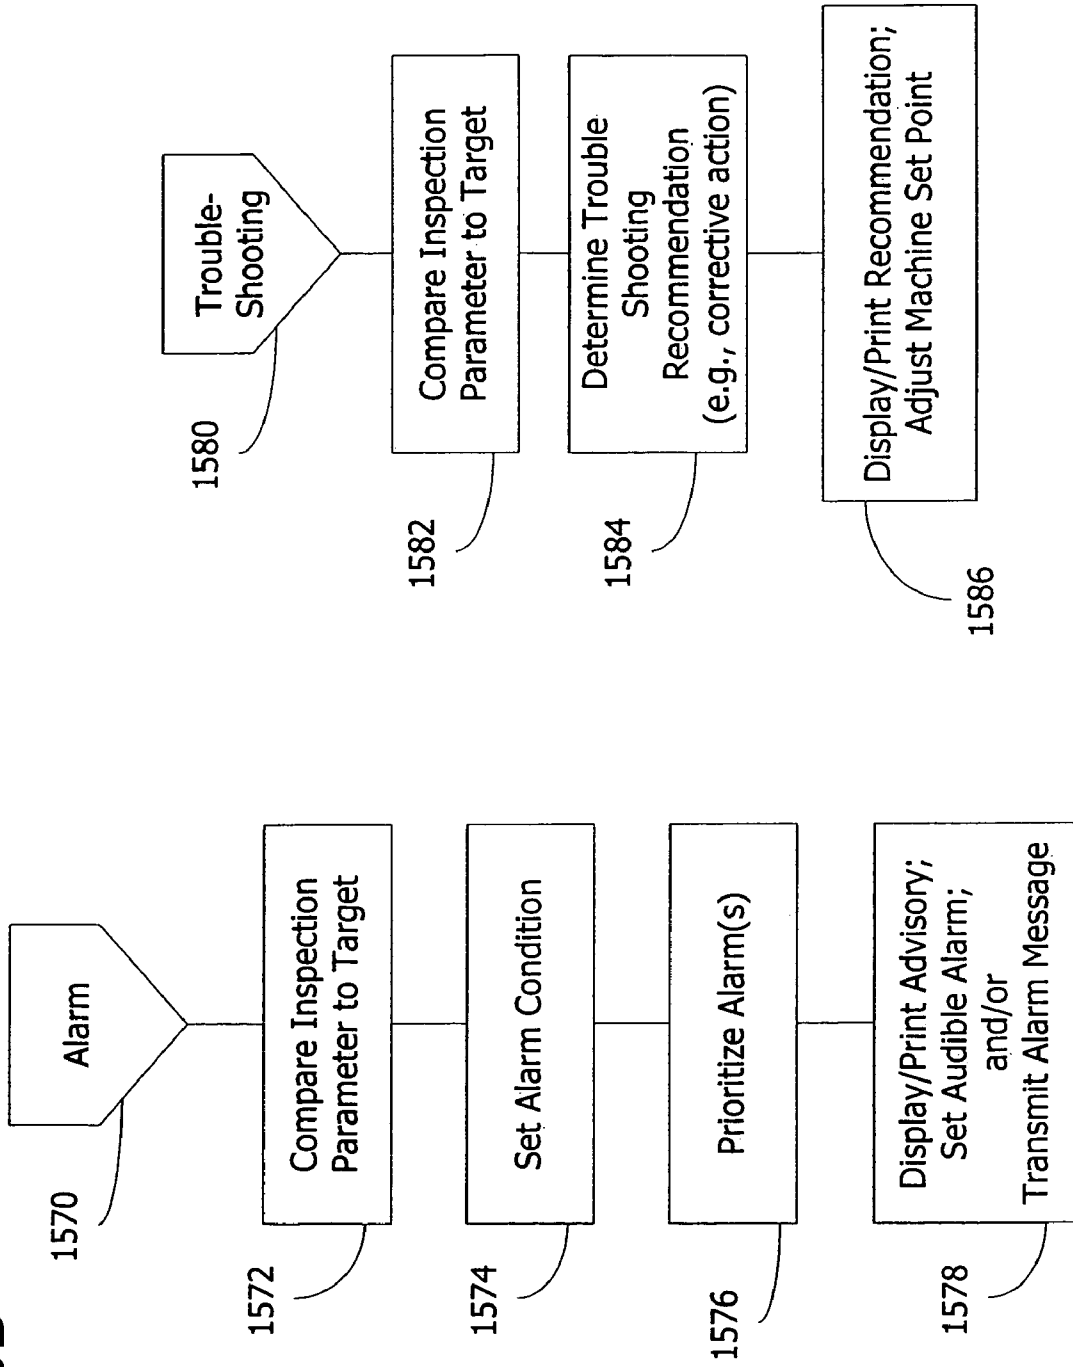 Alarm
1570
Compare Inspection
Parameter to Target
1572
Set Alarm Condition
1574
Prioritize Alarm(s)
1576
Display/Print Advisory;
Set Audible Alarm;
and/or
Transmit Alarm Message
1578
Trouble-
Shooting
1580
Compare Inspection
Parameter to Target
1582
Determine Trouble
Shooting
Recommendation
(e.g., corrective action)
1584
Display/Print Recommendation;
Adjust Machine Set Point
1586